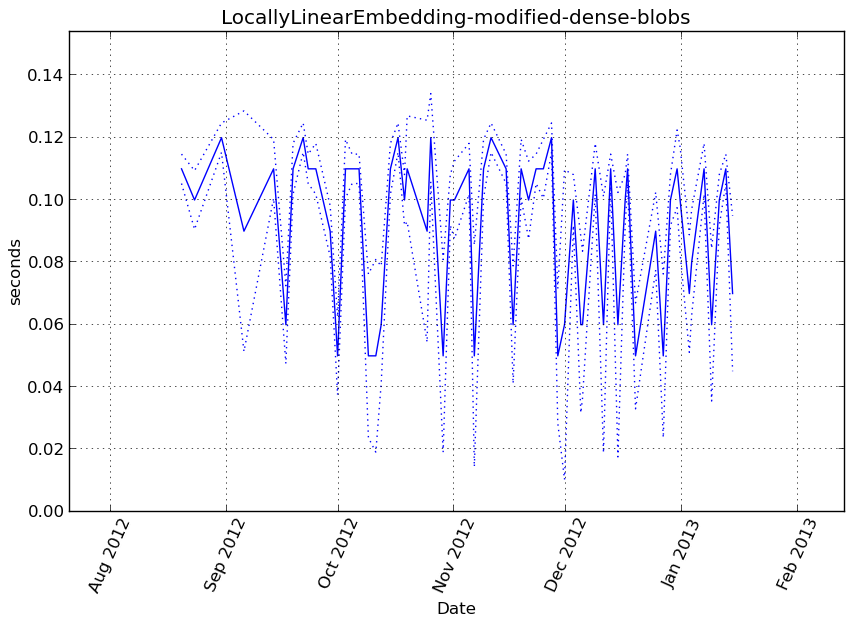 LocallyLinearEmbedding-modified-dense-blobs
0.14
0.12
0.10
0.08
0.06
0.04
0.02
0.00
seconds
Aug 2012
Sep 2012
Oct 2012
Nov 2012
Dec 2012
Jan 2013
Feb 2013
Date